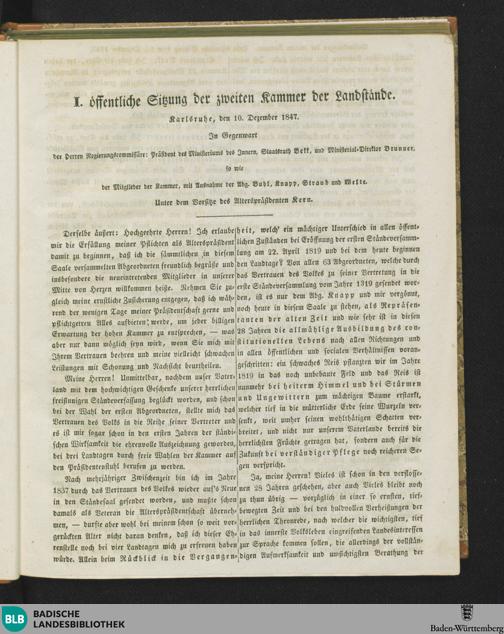 I. öffentliche Sitzung der zweiten Kammer der Landstände.
Karlsruhe, den 10. Dezember 1847.
In Gegenwart
der Herren Regierungscommissäre: Präsident des Ministeriums des Innern, Staatsrath Bekk, und Ministerial-Direktor Brunner,
so wie
der Mitglieder der Kammer, mit Ausnahme der Abg. Buhl, Knapp, Straub und Welte.
Unter dem Vorsitze des Alterspräsidenten Kern.
Derselbe äußert: Hochgeehrte Herren! Ich erlaube
mir die Erfüllung meiner Pflichten als Alterspräsident
damit zu beginnen, daß ich die sämmtlichen in diesem
Saale versammelten Abgeordneten freundlich begrüße und
insbesondere die neueintretenden Mitglieder in unserer
Mitte von Herzen willkommen heiße. Nehmen Sie zu-
gleich meine ernstlichste Zusicherung entgegen, daß ich wäh-
rend der wenigen Tage meiner Präsidentschaft gerne und
pflichtgetreu Alles aufbieten werde, um jeder billigen
Erwartung der hohen Kammer zu entsprechen, — was
aber nur dann möglich seyn wird, wenn Sie mich mit
Ihrem Vertrauen beehren und meine vielleicht schwachen
Leistungen mit Schonung und Nachsicht beurtheilen.
Meine Herren! Unmittelbar, nachdem unser Vater-
land mit dem hochwichtigen Geschenke unserer herrlichen
freisinnigen Ständeverfassung beglückt worden, und schon
bei der Wahl der ersten Abgeordneten, stellte mich das
Vertrauen des Volks in die Reihe seiner Vertreter und
es ist mir sogar schon in den ersten Jahren der ständi-
schen Wirksamkeit die ehrenvolle Auszeichnung geworden,
bei drei Landtagen durch freie Wahlen der Kammer auf
den Präsidentenstuhl berufen zu werden.
Nach mehrjähriger Zwischenzeit bin ich im Jahre
1837 durch das Vertrauen des Volkes wieder auf's Neue
in den Ständesaal gesendet worden, und mußte schon
damals als Veteran die Alterspräsidentschaft überneh-
men, — durfte aber wohl bei meinem schon so weit vor-
gerückten Alter nicht daran denken, daß ich dieser Eh-
renstelle noch bei vier Landtagen mich zu erfreuen haben
würde. Allein beim Rückblick in die Vergangen-
heit, welch' ein mächtiger Unterschied in allen öffent-
lichen Zuständen bei Eröffnung der ersten Ständeversamm-
lung am 22. April 1819 und bei dem heute beginnen-
den Landtage! Von allen 63 Abgeordneten, welche durch
das Vertrauen des Volkes zu seiner Vertretung in die
erste Ständeversammlung vom Jahre 1819 gesendet wor-
den, ist es nur dem Abg. Knapp und mir vergönnt,
noch heute in diesem Saale zu stehen, als Repräsen-
tanten der alten Zeit und wie sehr ist in diesen
28 Jahren die allmählige Ausbildung des con-
stitutionellen Lebens nach allen Richtungen und
in allen öffentlichen und socialen Verhältnissen voran-
geschritten: ein schwaches Reis pflanzten wir im Jahre
1819 in das noch unbebaute Feld und das Reis ist
nunmehr bei heiterm Himmel und bei Stürmen
und Ungewittern zum mächtigen Baume erstarkt,
welcher tief in die mütterliche Erde seine Wurzeln ver-
senkt, weit umher seinen wohlthätigen Schatten ver-
breitet, und nicht nur unserem Vaterlande bereits die
herrlichsten Früchte getragen hat, sondern auch für die
Zukunft bei verständiger Pflege noch reicheren Se-
gen verspricht.
Ja, meine Herren! Vieles ist schon in den verflosse-
nen 28 Jahren geschehen, aber auch Vieles bleibt noch
zu thun übrig — vorzüglich in einer so ernsten, tief-
bewegten Zeit und bei den huldvollen Verheißungen der
herrlichen Thronrede, nach welcher die wichtigsten, tief
in das innerste Volksleben eingreifenden Landesinteressen
zur Sprache kommen sollen, die allerdings der vollstän-
digen Aufmerksamkeit und umsichtigsten Berathung der
BLB BADISCHE
LANDESBIBLIOTHEK
Baden-Württemberg